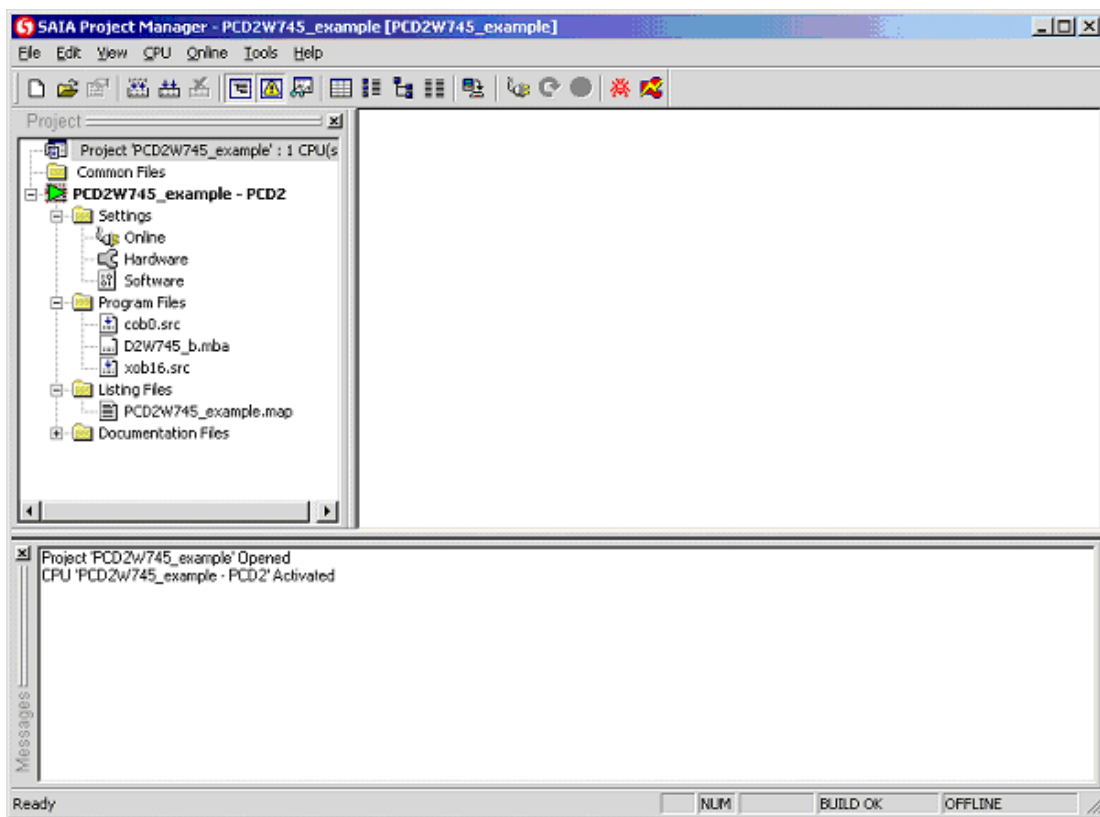 SAIA Project Manager - PCD2W745_example [PCD2W745_example]
File Edit View CPU Online Tools Help
Project
Project 'PCD2W745_example' : 1 CPU(s
Common Files
PCD2W745_example - PCD2
Settings
Online
Hardware
Software
Program Files
cob0.src
D2W745_b.mba
xob16.src
Listing Files
PCD2W745_example.map
Documentation Files
Project 'PCD2W745_example' Opened
CPU 'PCD2W745_example - PCD2' Activated
Messages
Ready NUM BUILD OK OFFLINE